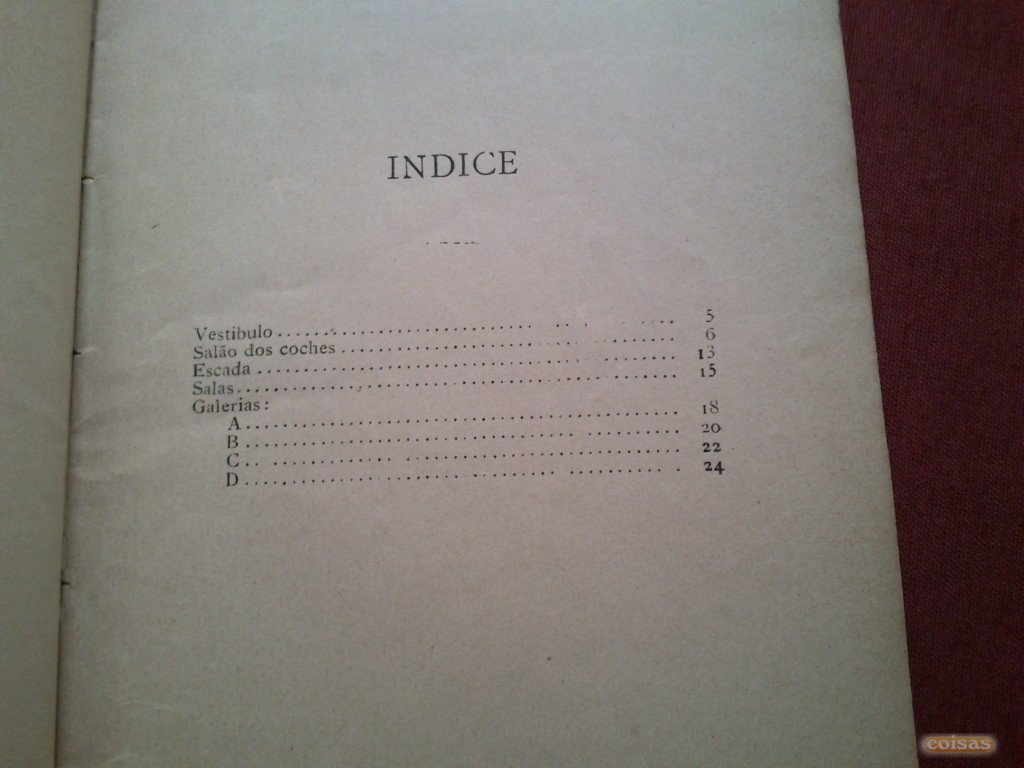 INDICE
Vestibulo 5
Salão dos coches 6
Escada 13
Salas 15
Galerias:
A 18
B 20
C 22
D 24
coisas